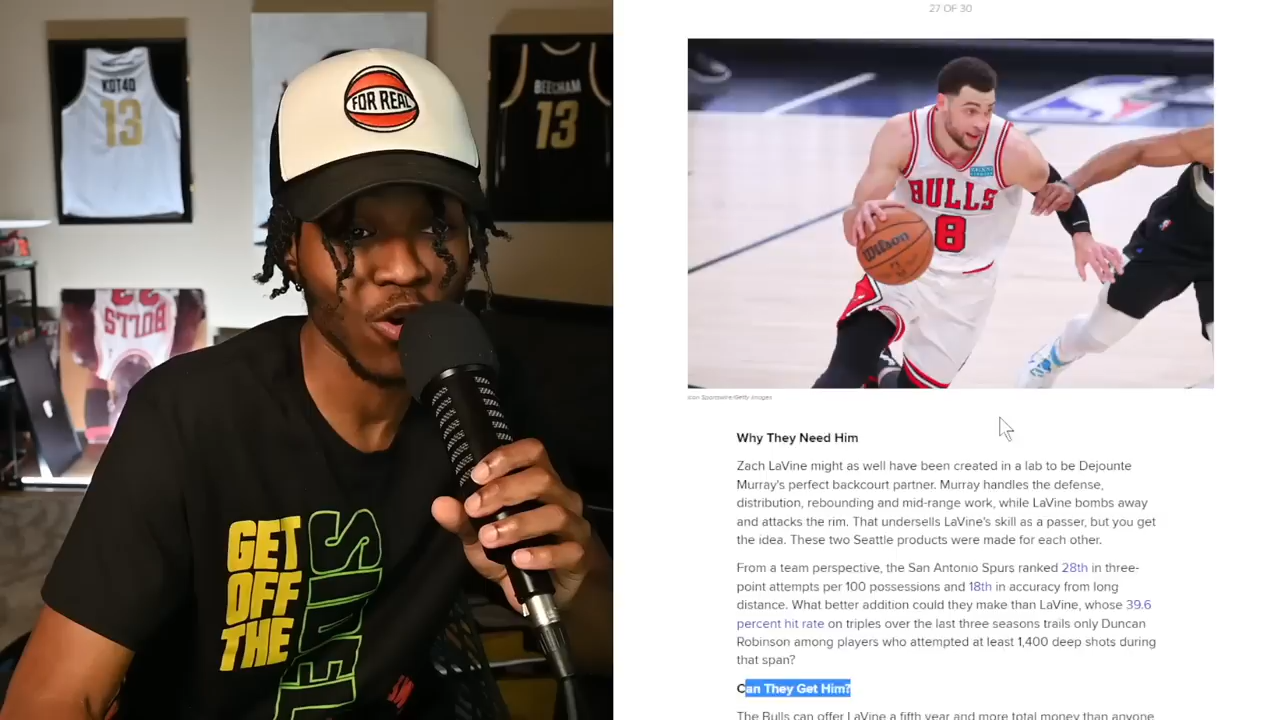 27 OF 30
KOT4Q
13
BEECHAM
13
FOR REAL
BULLS
BULLS
8
Wilson
GET
OFF
THE
Icon Sportswire/Getty Images
Why They Need Him
Zach LaVine might as well have been created in a lab to be Dejounte
Murray's perfect backcourt partner. Murray handles the defense,
distribution, rebounding and mid-range work, while LaVine bombs away
and attacks the rim. That undersells LaVine's skill as a passer, but you get
the idea. These two Seattle products were made for each other.
From a team perspective, the San Antonio Spurs ranked 28th in three-
point attempts per 100 possessions and 18th in accuracy from long
distance. What better addition could they make than LaVine, whose 39.6
percent hit rate on triples over the last three seasons trails only Duncan
Robinson among players who attempted at least 1,400 deep shots during
that span?
Can They Get Him?
The Bulls can offer LaVine a fifth year and more total money than anyone